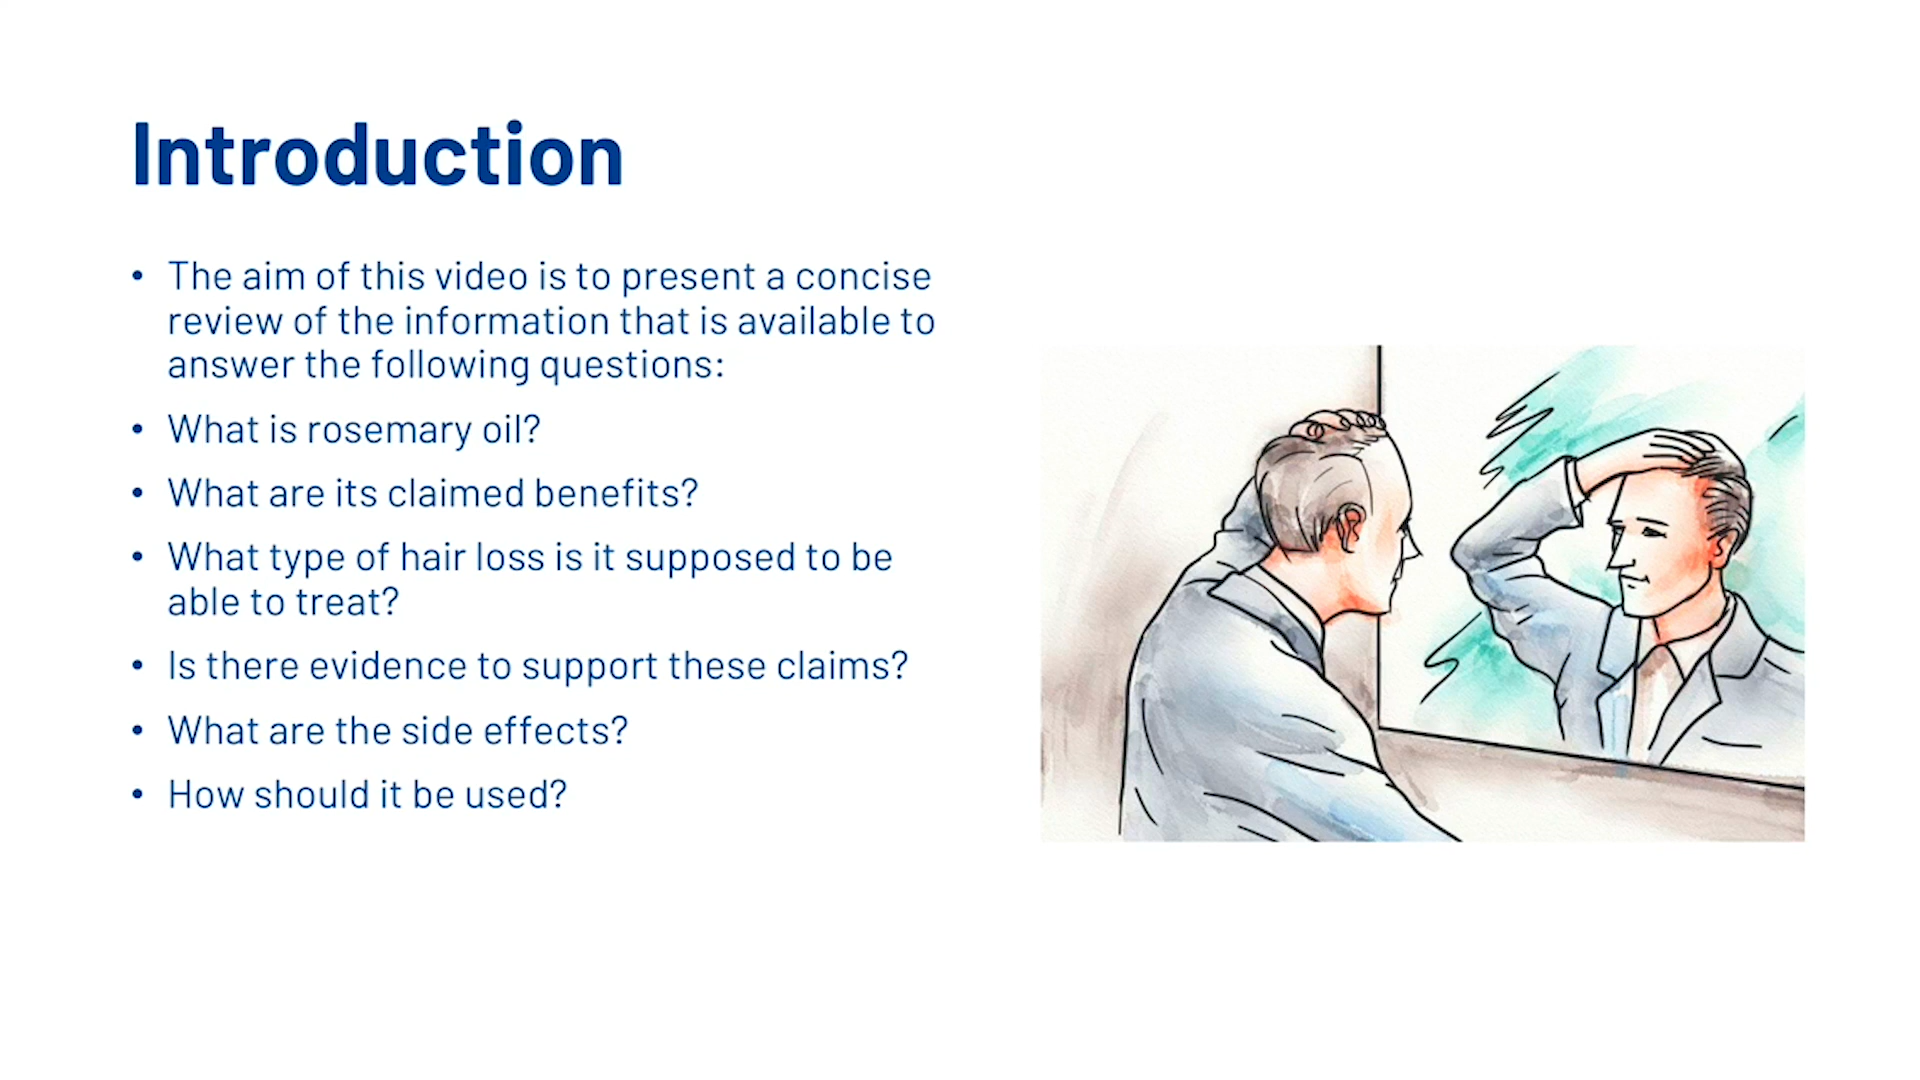 Introduction
• The aim of this video is to present a concise
review of the information that is available to
answer the following questions:
• What is rosemary oil?
• What are its claimed benefits?
• What type of hair loss is it supposed to be
able to treat?
• Is there evidence to support these claims?
• What are the side effects?
• How should it be used?